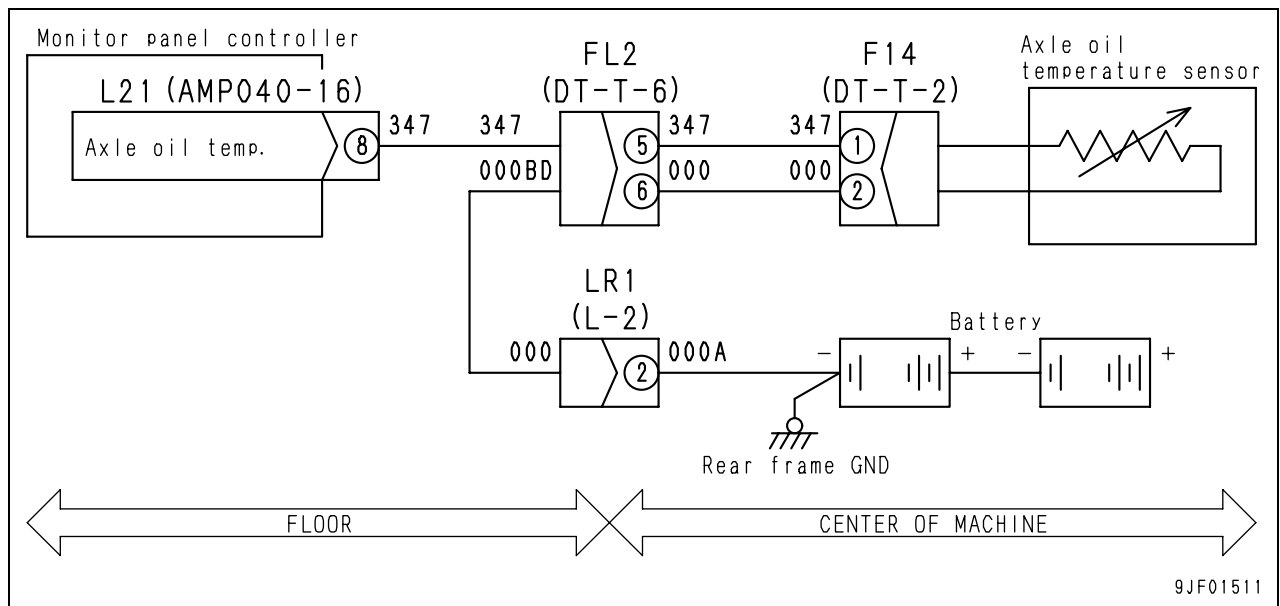 Monitor panel controller
L21 (AMP040-16)
Axle oil temp.
8
347
347
000BD
FL2
(DT-T-6)
5
6
347
000
347
000
F14
(DT-T-2)
1
2
Axle oil
temperature sensor
LR1
(L-2)
000
2
000A
Battery
- + - +
Rear frame GND
FLOOR
CENTER OF MACHINE
9JF01511